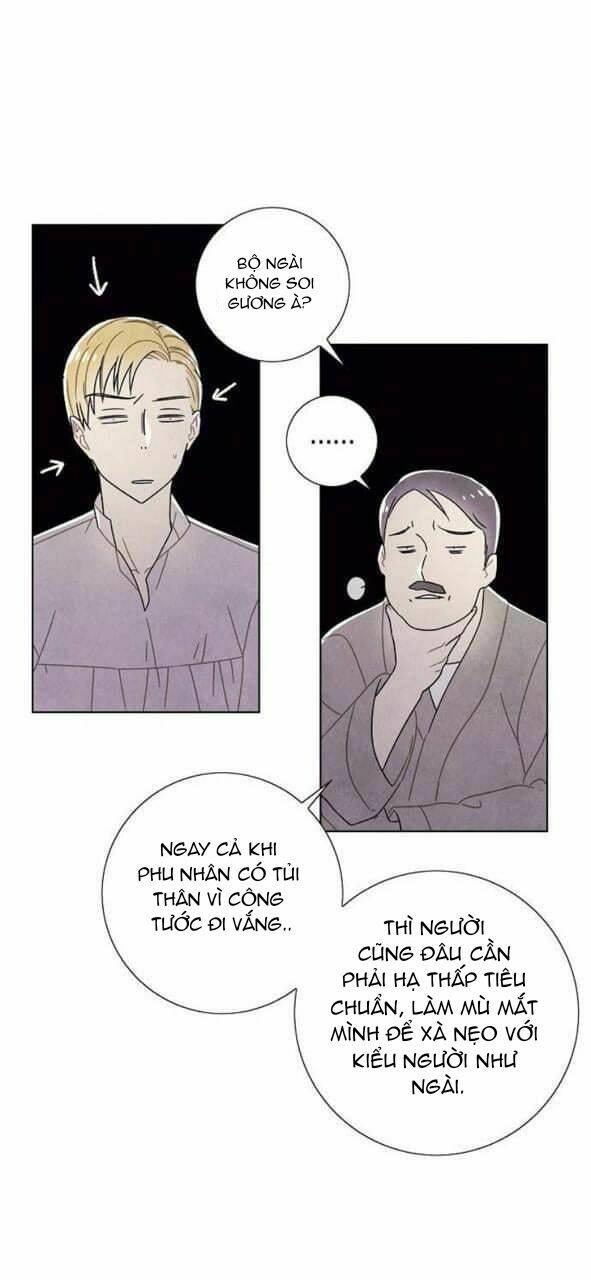 BỘ NGÀI
KHÔNG SOI
GƯƠNG À?
......
NGAY CẢ KHI
PHU NHÂN CÓ TỦI
THÂN VÌ CÔNG
TƯỚC ĐI VẮNG..
THÌ NGƯỜI
CŨNG ĐÂU CẦN
PHẢI HẠ THẤP TIÊU
CHUẨN, LÀM MÙ MẮT
MÌNH ĐỂ XÀ NẸO VỚI
KIỂU NGƯỜI NHƯ
NGÀI.